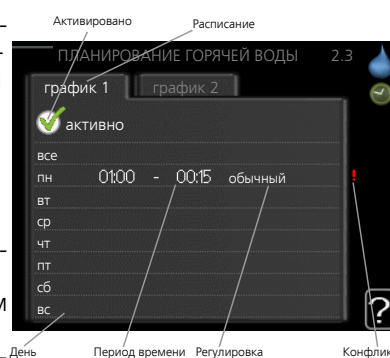 Активировано
Расписание
ПЛАНИРОВАНИЕ ГОРЯЧЕЙ ВОДЫ 2.3
график 1 график 2
активно
все
пн 01:00 - 00:15 обычный !
вт
ср
чт
пт
сб
вс
?
День Период времени Регулировка